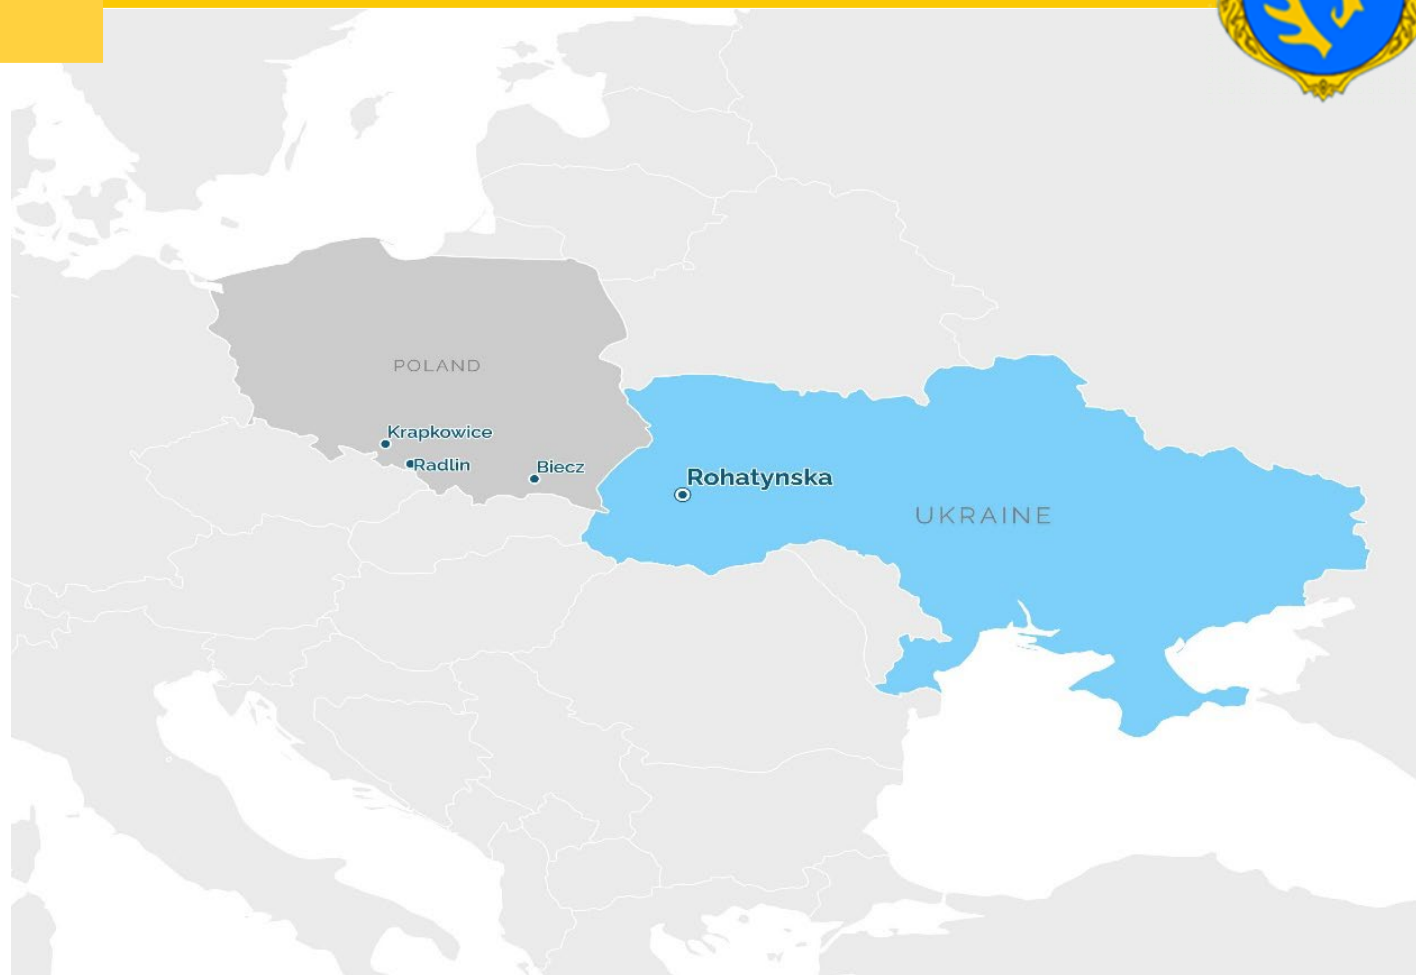 POLAND
Krapkowice
Radlin
Biecz
Rohatynska
UKRAINE